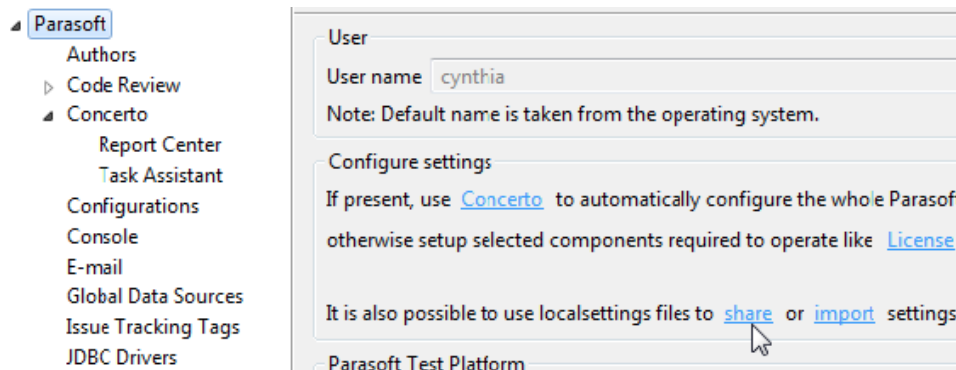 Parasoft
Authors
Code Review
Concerto
Report Center
Task Assistant
Configurations
Console
E-mail
Global Data Sources
Issue Tracking Tags
JDBC Drivers
User
User name cynthia
Note: Default name is taken from the operating system.
Configure settings
If present, use Concerto to automatically configure the whole Parasoft
otherwise setup selected components required to operate like License
It is also possible to use localsettings files to share or import settings
Parasoft Test Platform